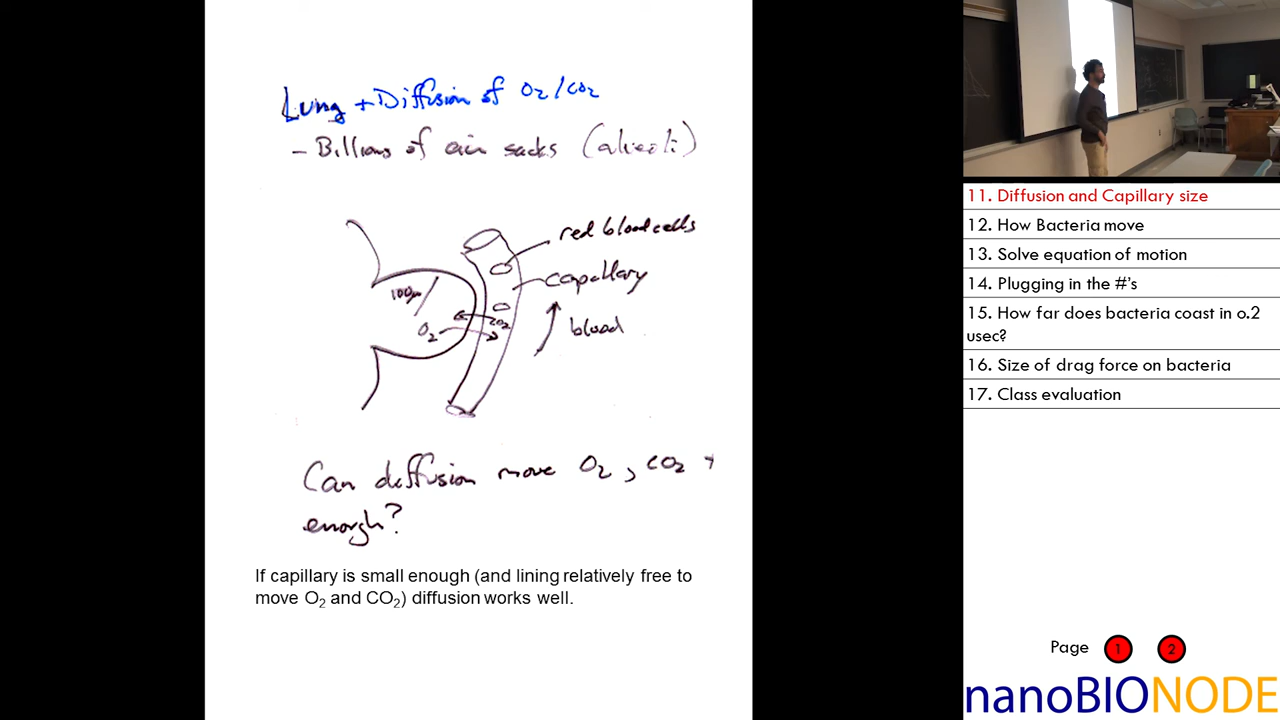 Lung + Diffusion of O2/CO2
- Billions of air sacks (alveoli)
red blood cells
capillary
100μ
O2
CO2
blood
Can diffusion move O2, CO2
enough?
If capillary is small enough (and lining relatively free to
move O2 and CO2) diffusion works well.
11. Diffusion and Capillary size
12. How Bacteria move
13. Solve equation of motion
14. Plugging in the #'s
15. How far does bacteria coast in o.2
usec?
16. Size of drag force on bacteria
17. Class evaluation
Page 1 2
nanoBIONODE